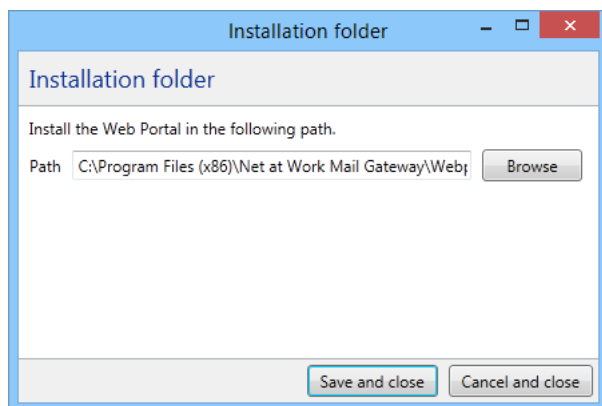 Installation folder
Installation folder
Install the Web Portal in the following path.
Path C:\Program Files (x86)\Net at Work Mail Gateway\Webp Browse
Save and close Cancel and close